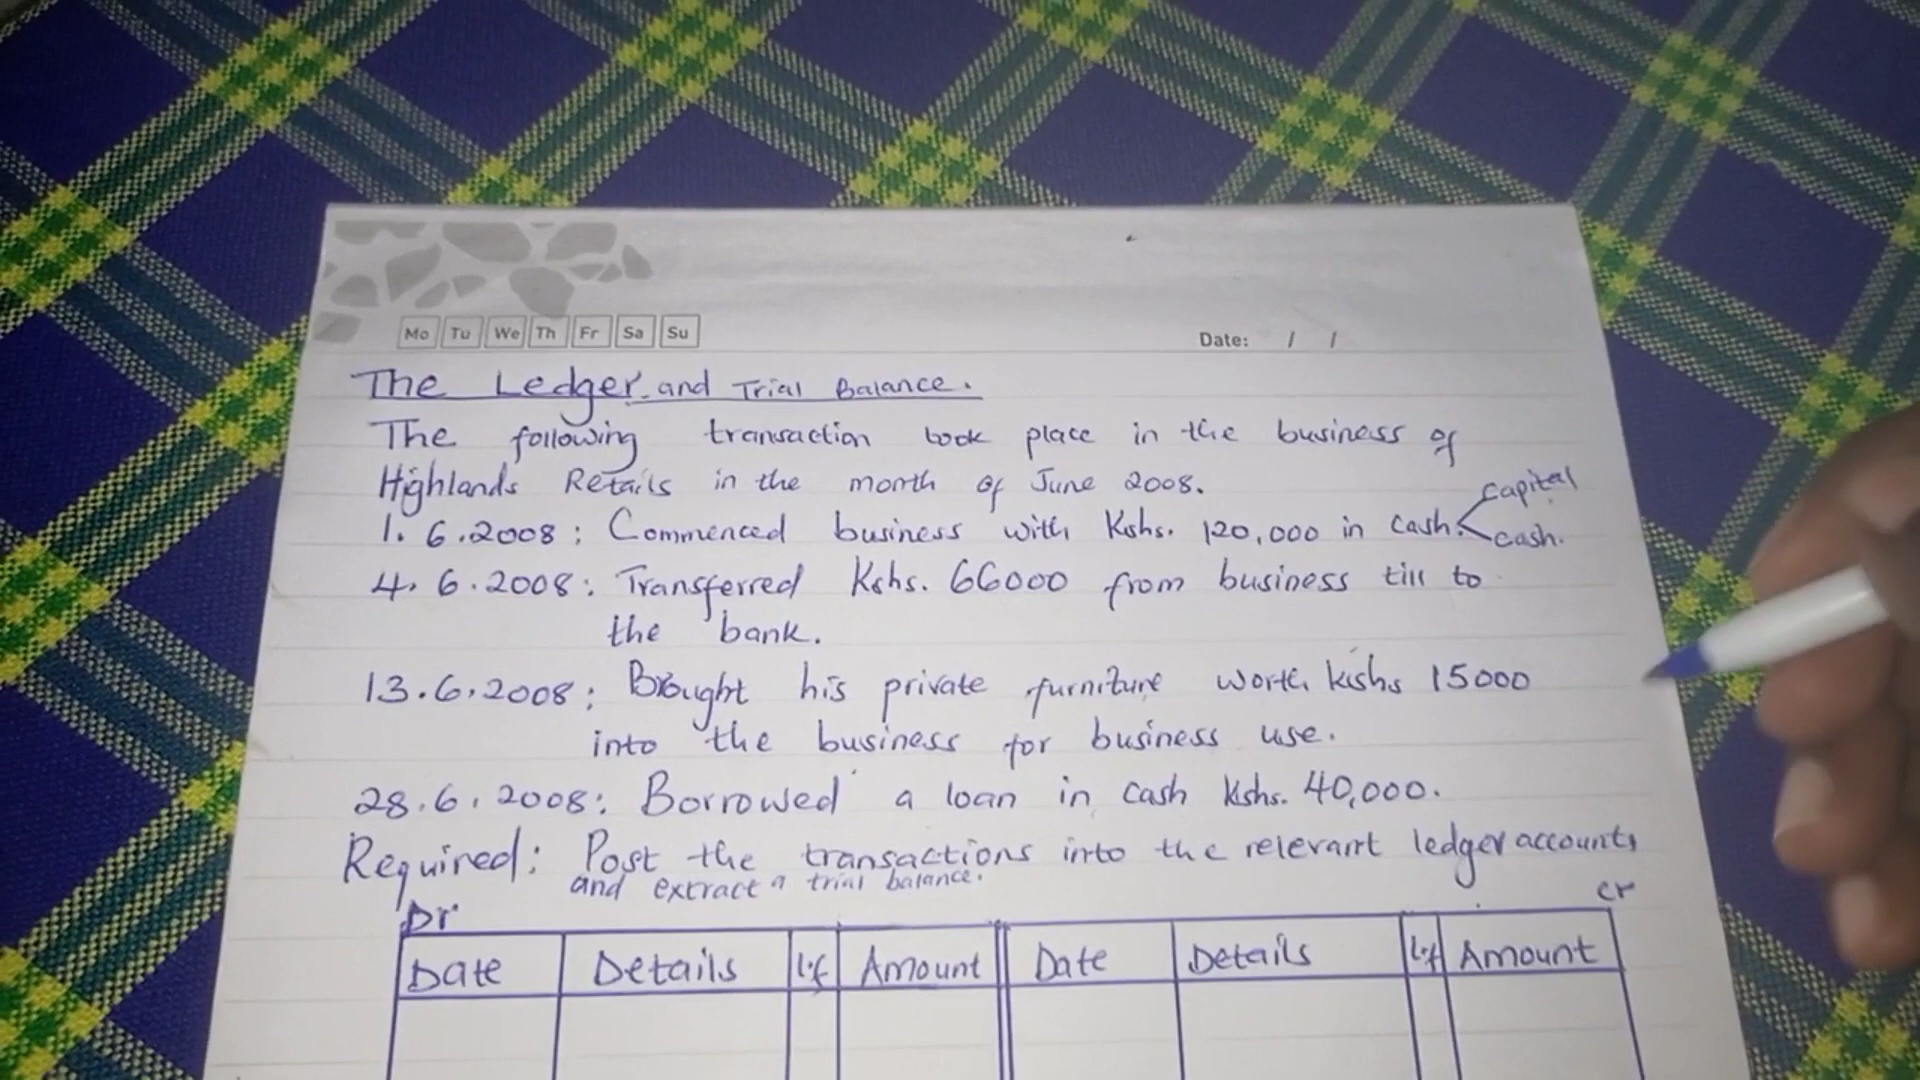 Mo Tu We Th Fr Sa Su
Date: / /
The Ledger and Trial Balance.
The following transaction took place in the business of
Highlands Retails in the month of June 2008.
capital
1. 6.2008: Commenced business with Kshs. 120,000 in cash.
cash.
4. 6.2008: Transferred Kshs. 66000 from business till to
the bank.
13.6.2008: Brought his private furniture worth kshs 15000
into the business for business use.
28.6.2008: Borrowed a loan in cash Kshs. 40,000.
Required: Post the transactions into the relevant ledger accounts
and extract a trial balance.
Dr cr
Date Details l.f Amount Date Details l.f Amount